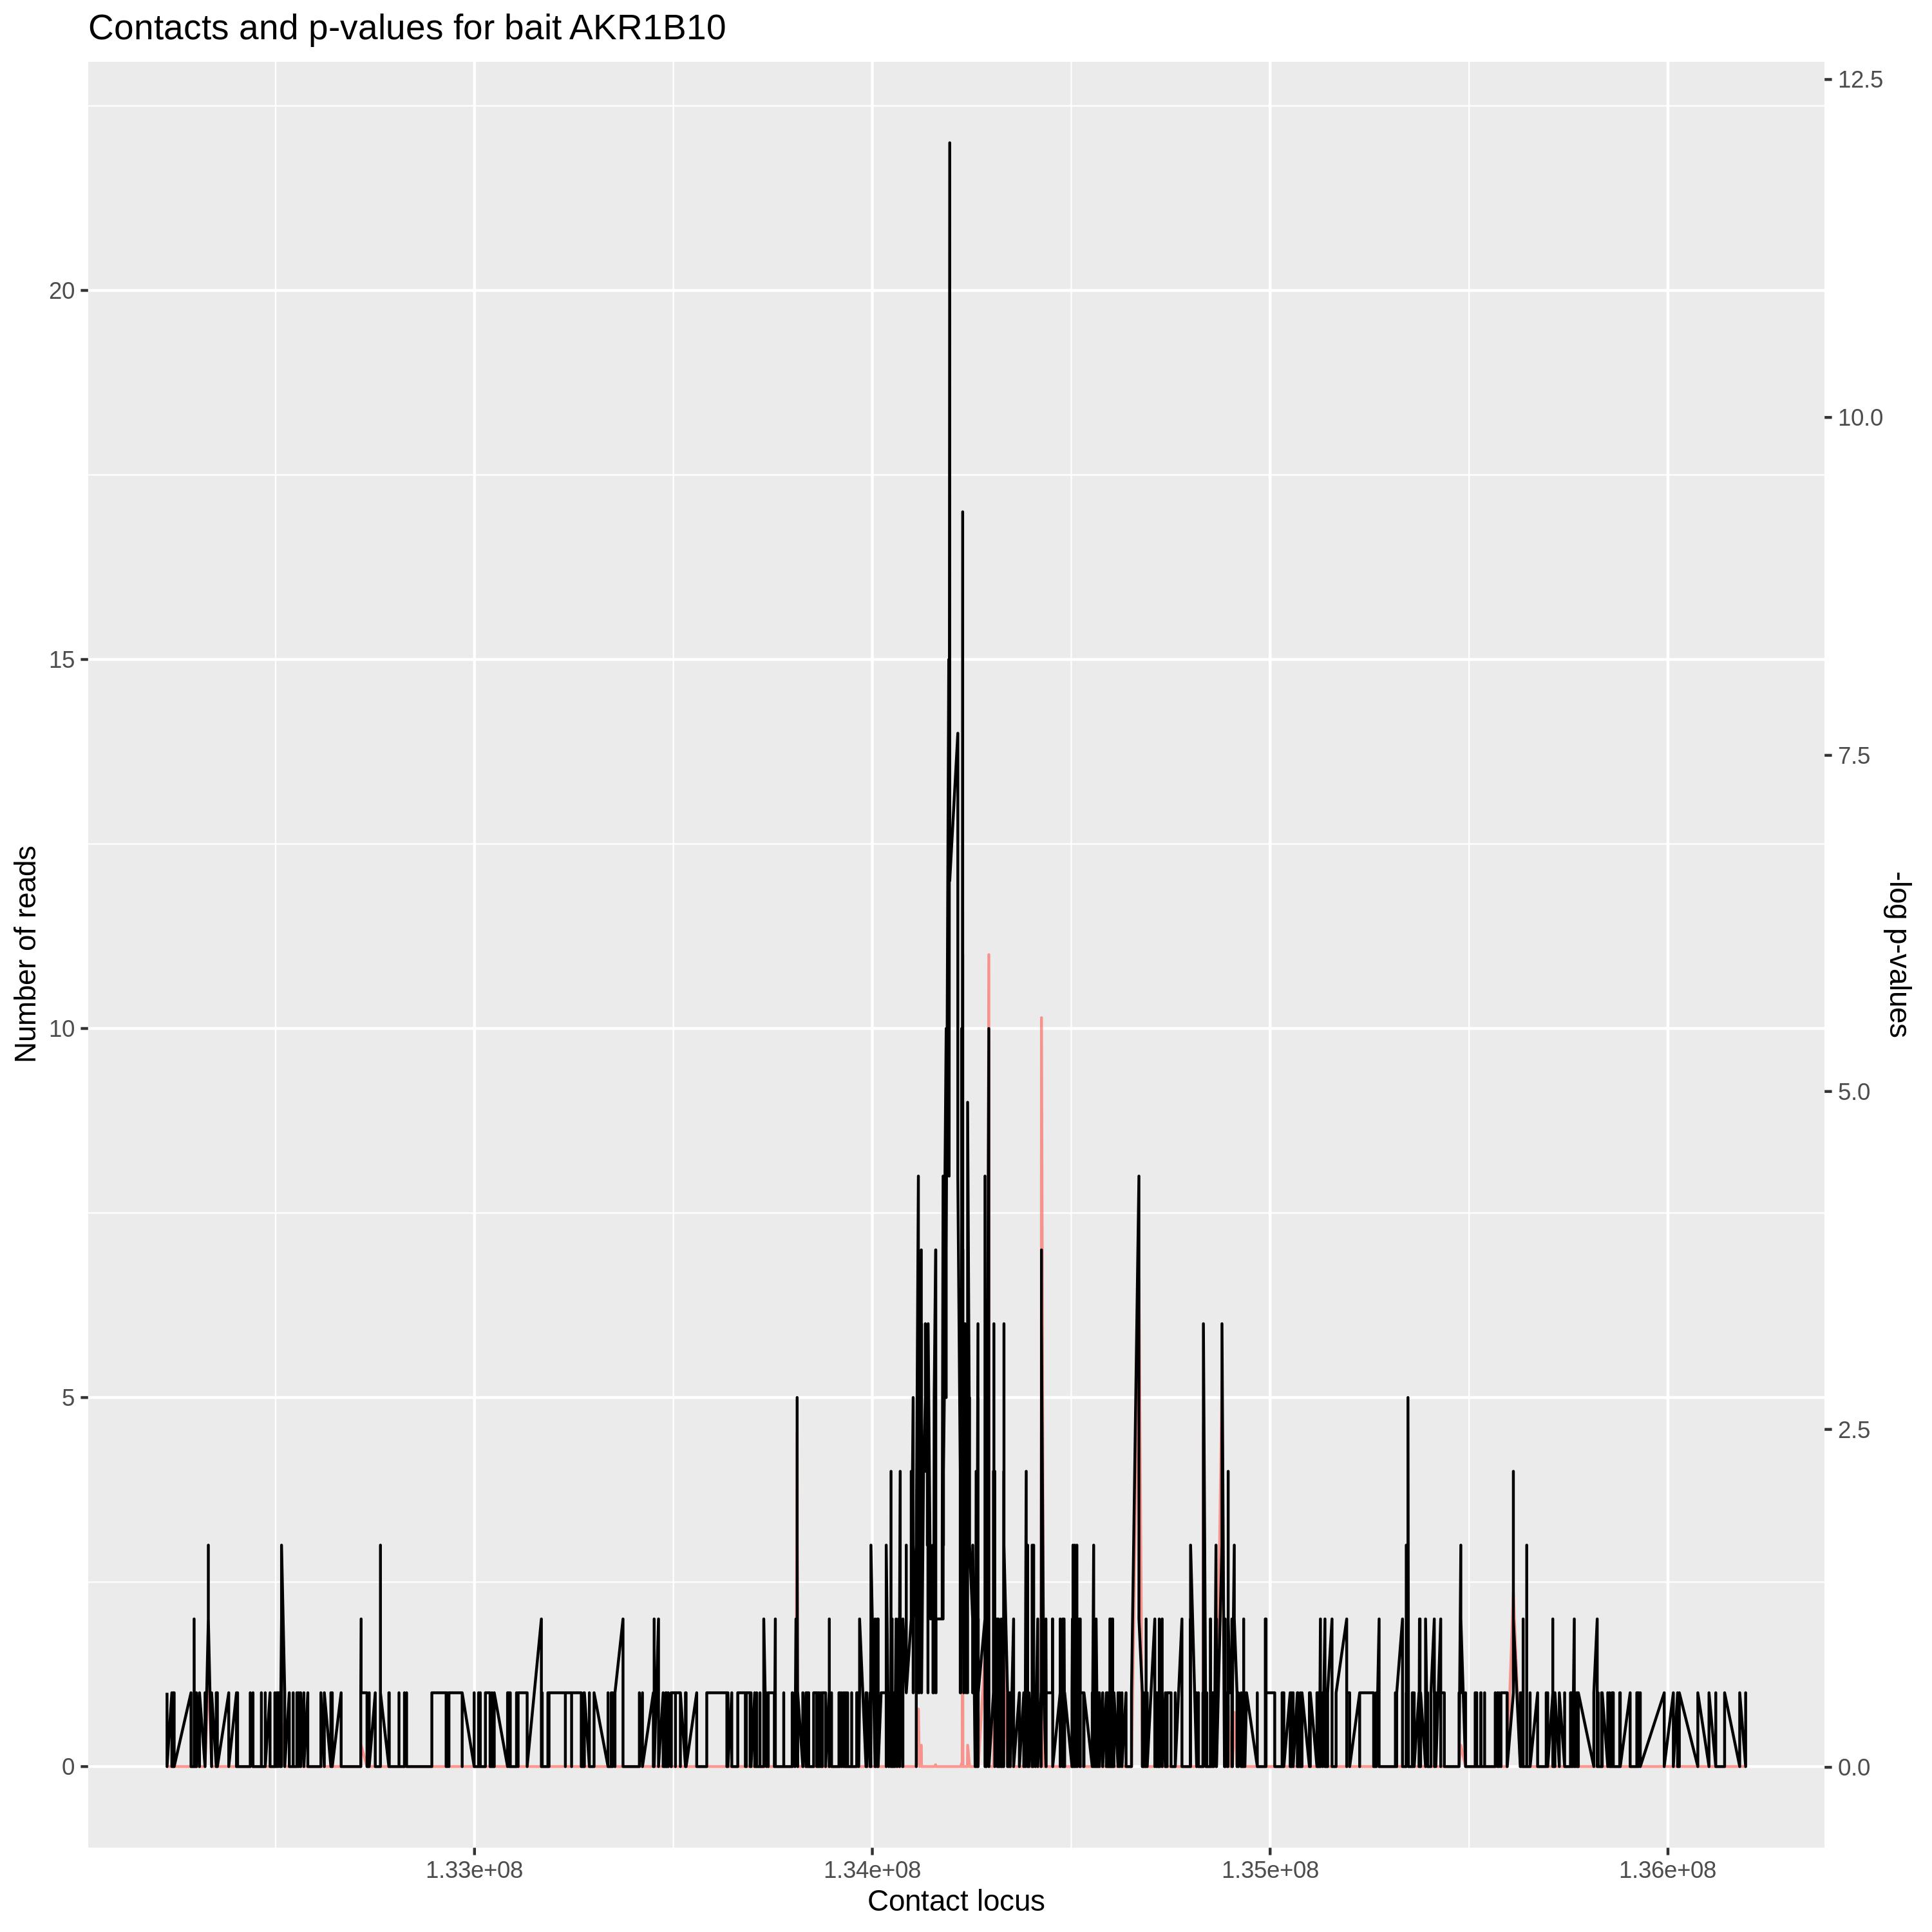 Contacts and p-values for bait AKR1B10
Number of reads
20
15
10
5
0
12.5
10.0
7.5
5.0
2.5
0.0
-log p-values
1.33e+08
1.34e+08
1.35e+08
1.36e+08
Contact locus